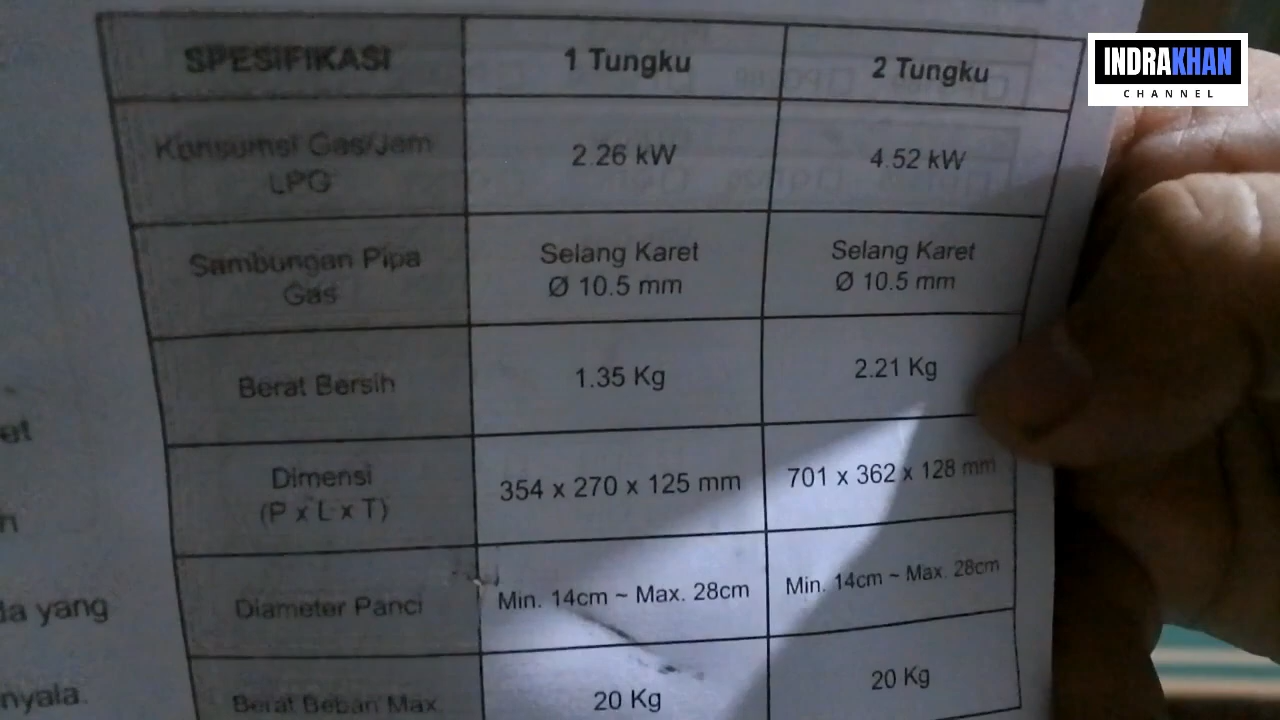 INDRAKHAN
CHANNEL
SPESIFIKASI 1 Tungku 2 Tungku
Konsumsi Gas/Jam
LPG 2.26 kW 4.52 kW
Sambungan Pipa
Gas Selang Karet Selang Karet
Ø 10.5 mm Ø 10.5 mm
Berat Bersih 1.35 Kg 2.21 Kg
Dimensi
(P x L x T) 354 x 270 x 125 mm 701 x 362 x 128 mm
Diameter Panci Min. 14cm ~ Max. 28cm Min. 14cm ~ Max. 28cm
Berat Beban Max. 20 Kg 20 Kg
yang
nyala.